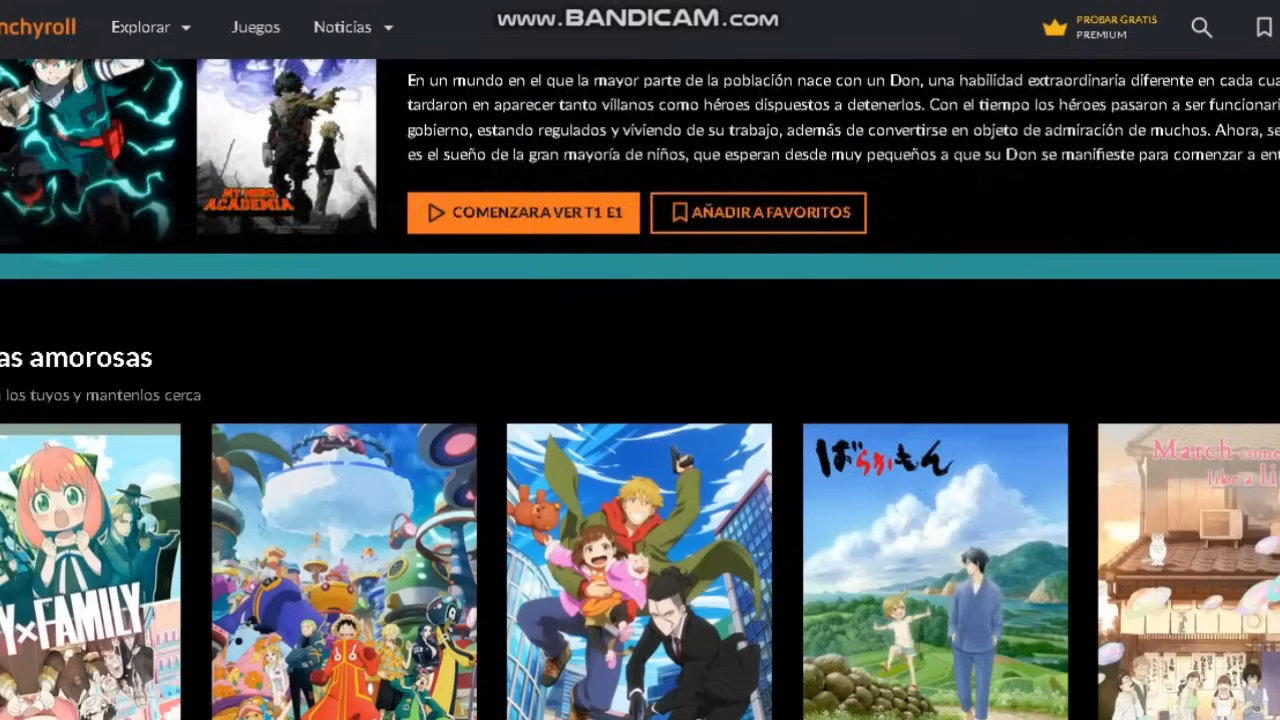 nchyroll
Explorar
Juegos
Noticias
www.BANDICAM.com
PROBAR GRATIS
PREMIUM
En un mundo en el que la mayor parte de la población nace con un Don, una habilidad extraordinaria diferente en cada cua
tardaron en aparecer tanto villanos como héroes dispuestos a detenerlos. Con el tiempo los héroes pasaron a ser funcionari
gobierno, estando regulados y viviendo de su trabajo, además de convertirse en objeto de admiración de muchos. Ahora, se
es el sueño de la gran mayoría de niños, que esperan desde muy pequeños a que su Don se manifieste para comenzar a ent
MY HERO
ACADEMIA
COMENZAR A VER T1 E1
AÑADIR A FAVORITOS
as amorosas
los tuyos y mantenlos cerca
Y×FAMILY
ばらかもん
March come
like a li